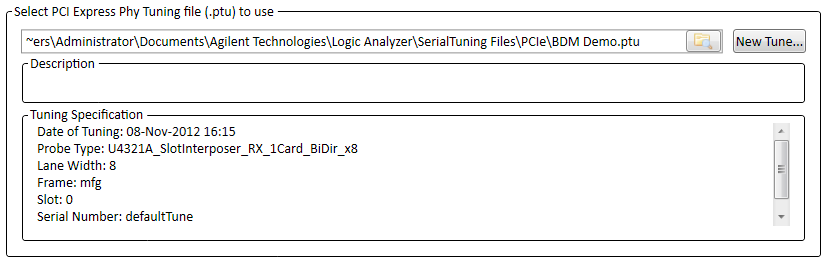 Select PCI Express Phy Tuning file (.ptu) to use
~ers\Administrator\Documents\Agilent Technologies\Logic Analyzer\SerialTuning Files\PCIe\BDM Demo.ptu
New Tune...
Description
Tuning Specification
Date of Tuning: 08-Nov-2012 16:15
Probe Type: U4321A_SlotInterposer_RX_1Card_BiDir_x8
Lane Width: 8
Frame: mfg
Slot: 0
Serial Number: defaultTune